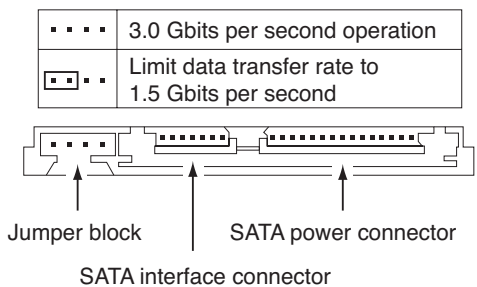 3.0 Gbits per second operation
Limit data transfer rate to
1.5 Gbits per second
Jumper block
SATA power connector
SATA interface connector